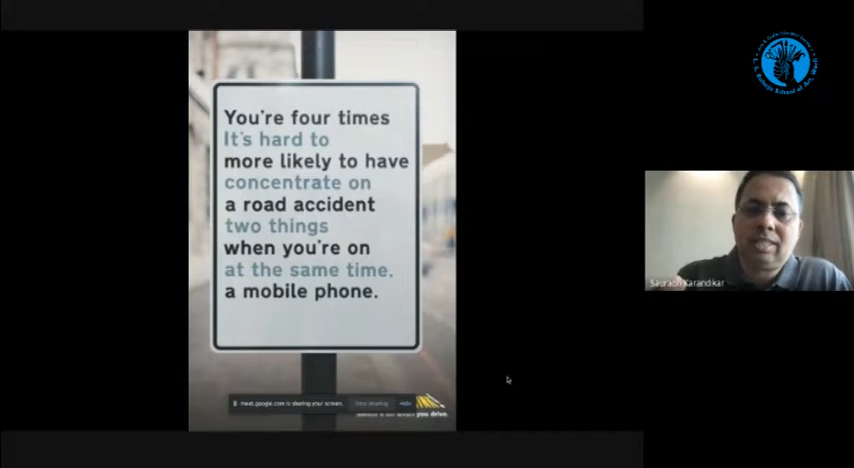 You're four times
It's hard to
more likely to have
concentrate on
a road accident
two things
when you're on
at the same time.
a mobile phone.
meet.google.com is sharing your screen.
Stop sharing
Hide
you drive.
Saurabh Karandikar